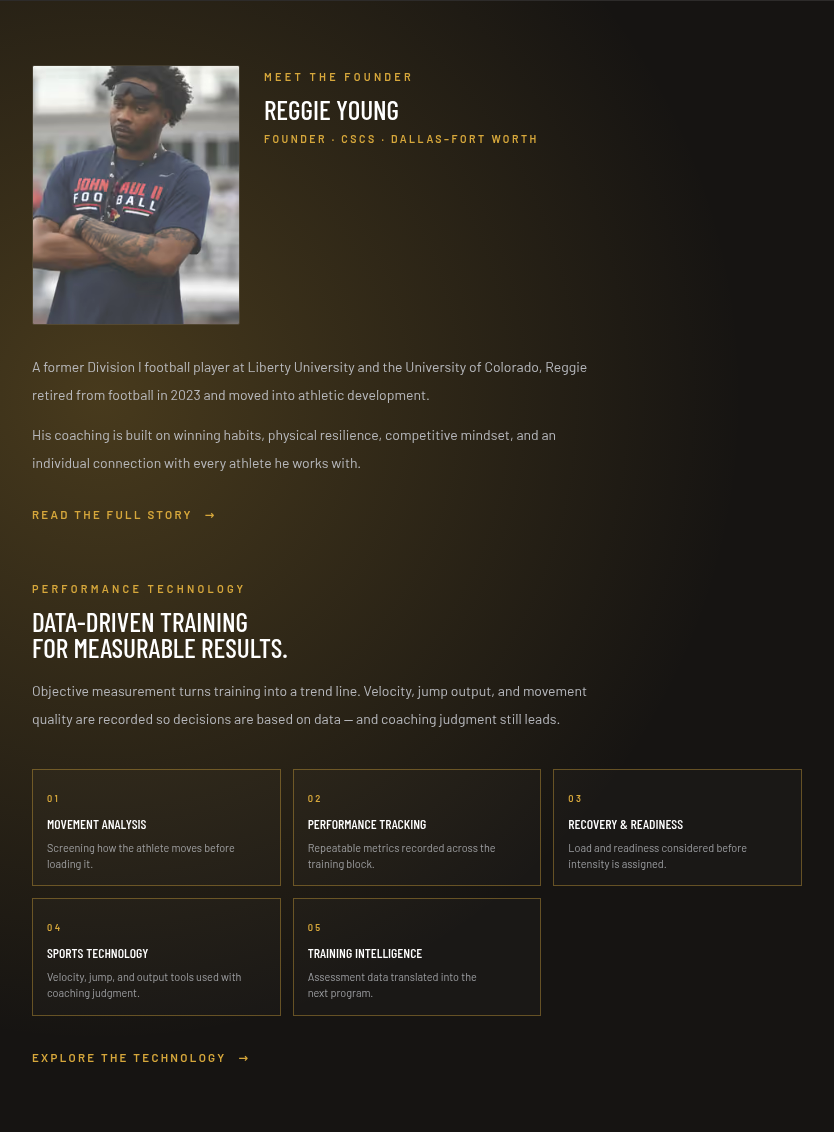 MEET THE FOUNDER
REGGIE YOUNG
FOUNDER · CSCS · DALLAS–FORT WORTH
JOHN PAUL II
FOOTBALL
A former Division I football player at Liberty University and the University of Colorado, Reggie
retired from football in 2023 and moved into athletic development.
His coaching is built on winning habits, physical resilience, competitive mindset, and an
individual connection with every athlete he works with.
READ THE FULL STORY →
PERFORMANCE TECHNOLOGY
DATA-DRIVEN TRAINING
FOR MEASURABLE RESULTS.
Objective measurement turns training into a trend line. Velocity, jump output, and movement
quality are recorded so decisions are based on data — and coaching judgment still leads.
01
MOVEMENT ANALYSIS
Screening how the athlete moves before
loading it.
02
PERFORMANCE TRACKING
Repeatable metrics recorded across the
training block.
03
RECOVERY & READINESS
Load and readiness considered before
intensity is assigned.
04
SPORTS TECHNOLOGY
Velocity, jump, and output tools used with
coaching judgment.
05
TRAINING INTELLIGENCE
Assessment data translated into the
next program.
EXPLORE THE TECHNOLOGY →